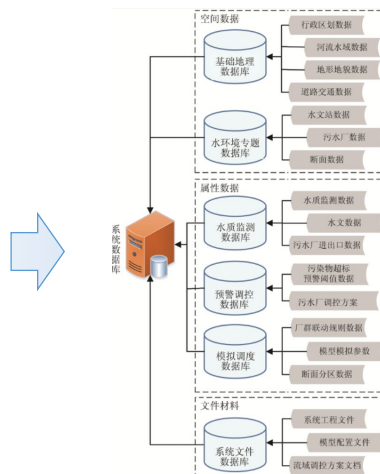 空间数据
行政区划数据
河流水域数据
基础地理
数据库
地形地貌数据
道路交通数据
水文站数据
水环境专题
数据库
污水厂数据
断面数据
系统数据库
属性数据
水质监测数据
水质监测
数据库
水文数据
污水厂进出口数据
污染物超标
预警阈值数据
预警调控
数据库
污水厂调控方案
厂群联动规则数据
模拟调度
数据库
模型模拟参数
断面分区数据
文件材料
系统工程文件
系统文件
数据库
模型配置文件
流域调控方案文档